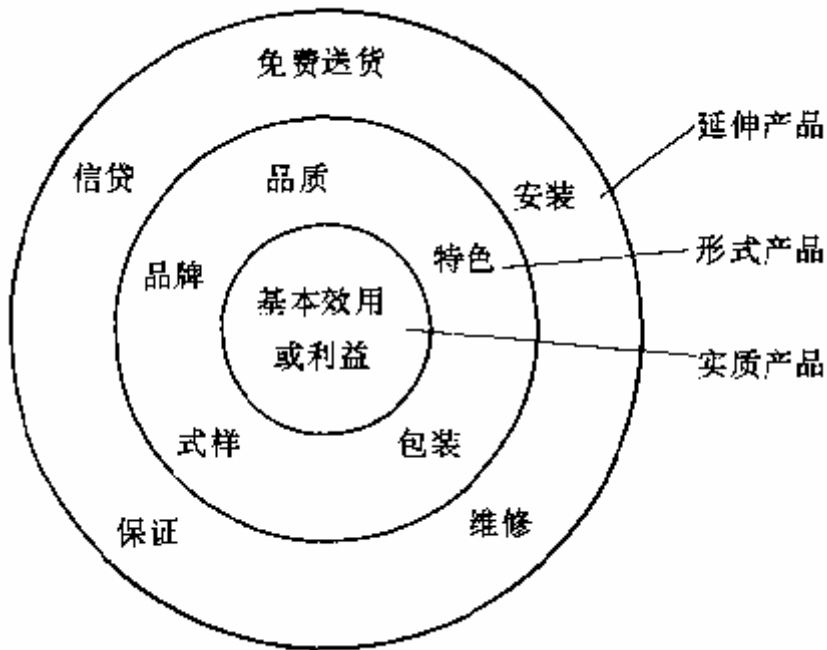 免费送货
延伸产品
信贷
品质
安装
品牌
特色
形式产品
基本效用
或利益
实质产品
式样
包装
保证
维修